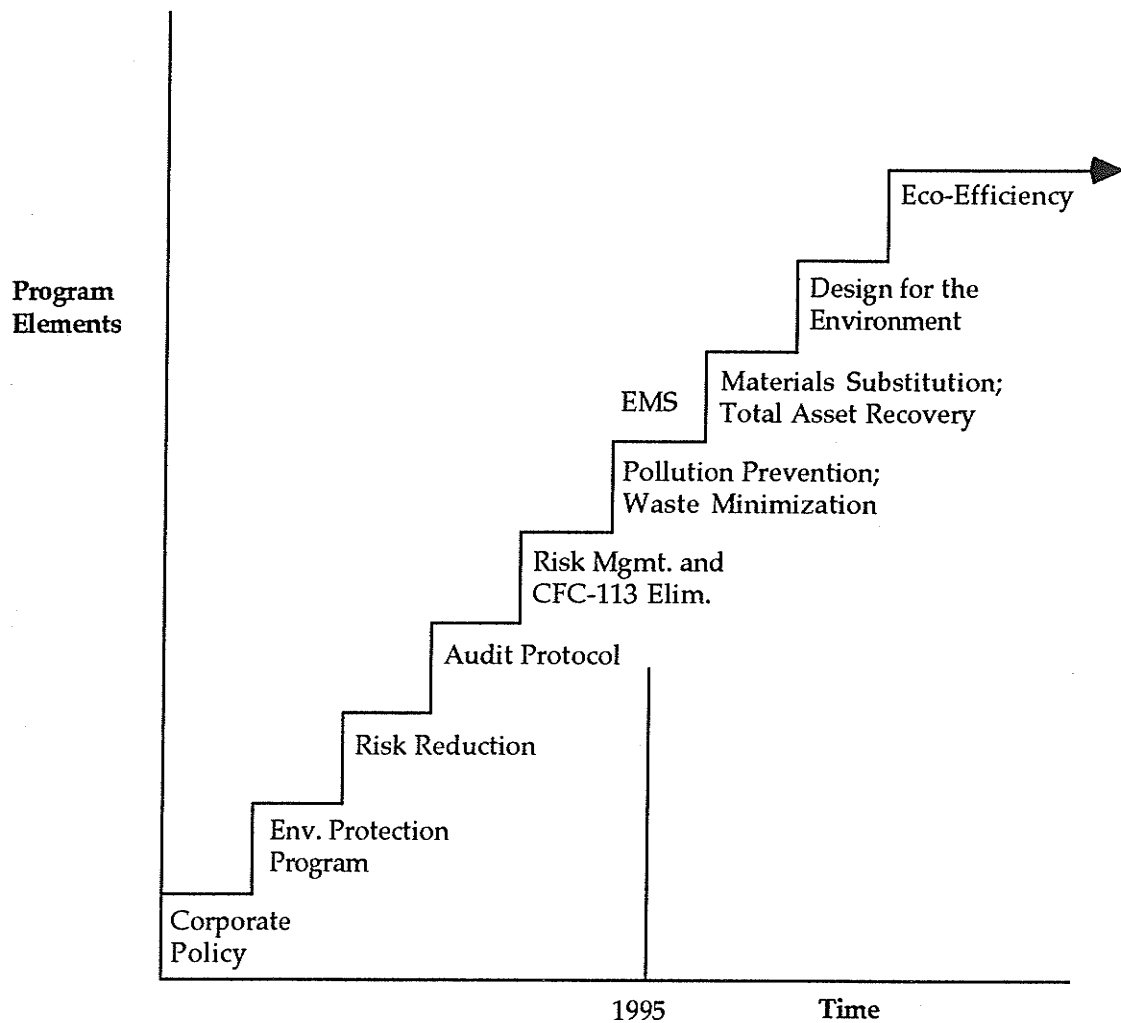 Eco-Efficiency
Program
Elements
Design for the
Environment
EMS
Materials Substitution;
Total Asset Recovery
Pollution Prevention;
Waste Minimization
Risk Mgmt. and
CFC-113 Elim.
Audit Protocol
Risk Reduction
Env. Protection
Program
Corporate
Policy
1995
Time